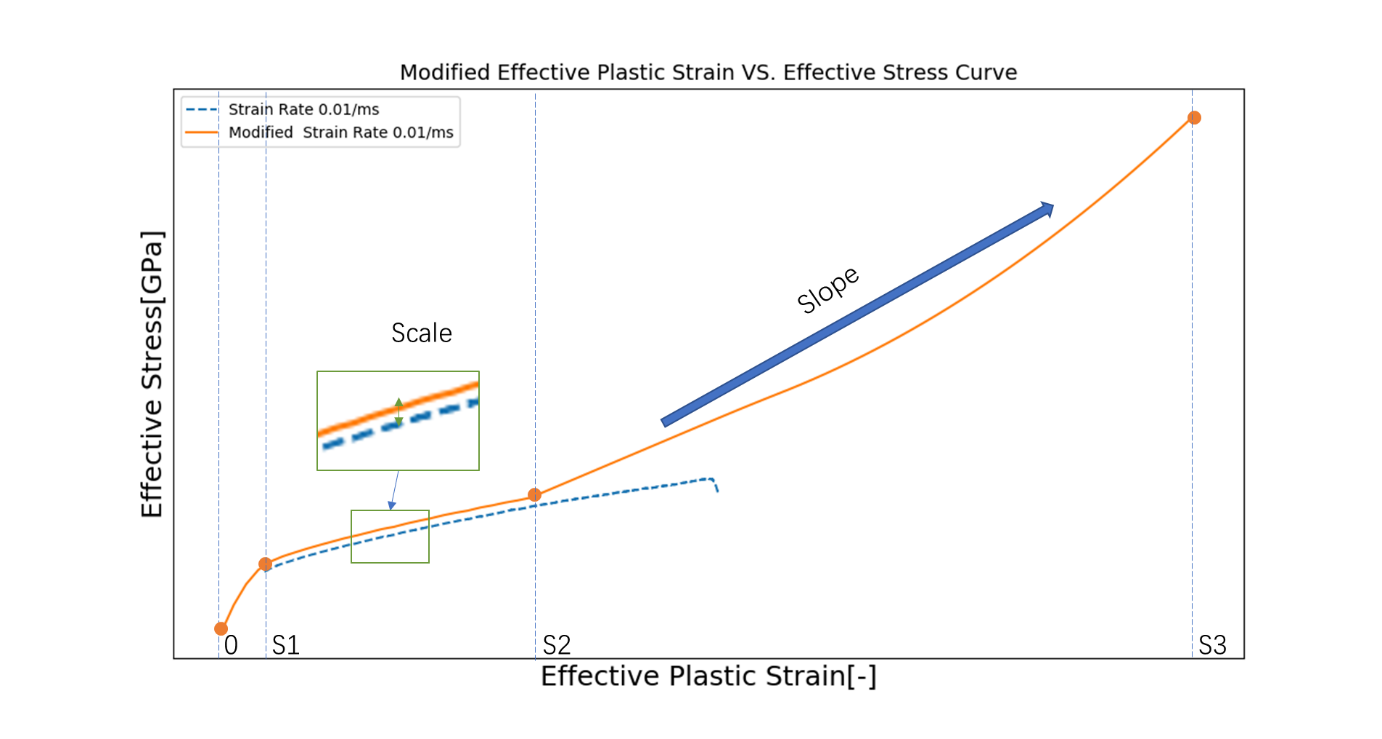 Modified Effective Plastic Strain VS. Effective Stress Curve
Strain Rate 0.01/ms
Modified  Strain Rate 0.01/ms
Effective Stress[GPa]
Scale
Slope
0
S1
S2
S3
Effective Plastic Strain[-]